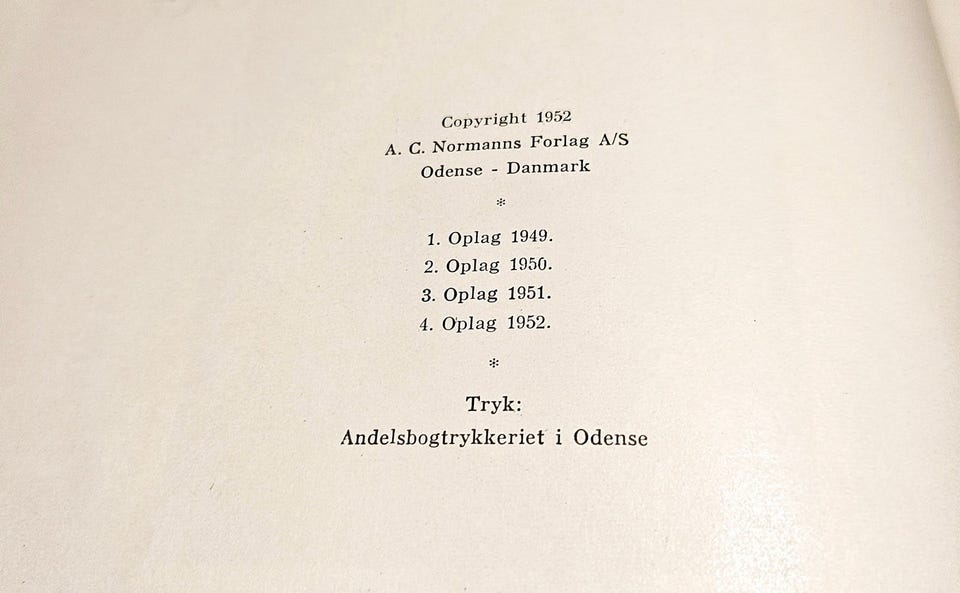 Copyright 1952
A. C. Normanns Forlag A/S
Odense - Danmark
*
1. Oplag 1949.
2. Oplag 1950.
3. Oplag 1951.
4. Oplag 1952.
*
Tryk:
Andelsbogtrykkeriet i Odense